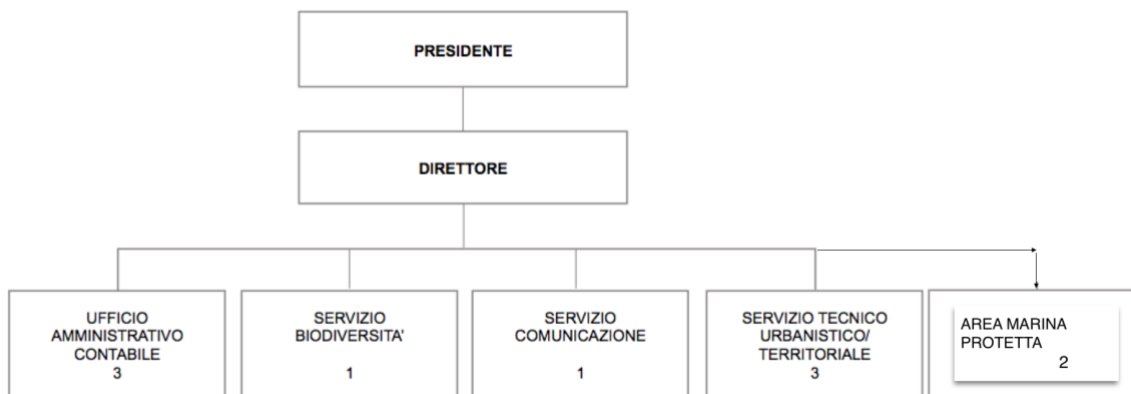 PRESIDENTE
DIRETTORE
UFFICIO
AMMINISTRATIVO
CONTABILE
3
SERVIZIO
BIODIVERSITA'
1
SERVIZIO
COMUNICAZIONE
1
SERVIZIO TECNICO
URBANISTICO/
TERRITORIALE
3
AREA MARINA
PROTETTA
2